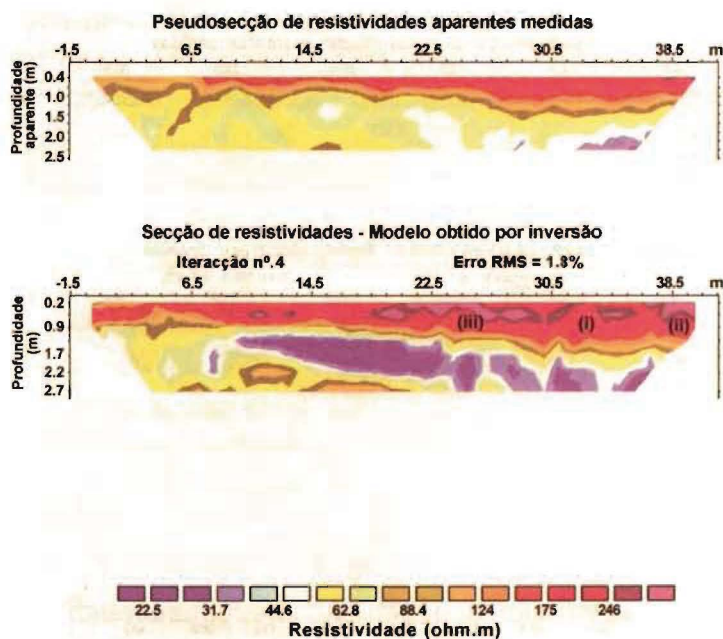 Pseudosecção de resistividades aparentes medidas
-1.5 6.5 14.5 22.5 30.5 38.5 m
Profundidade aparente (m)
0.4
1.0
1.5
2.0
2.5
Secção de resistividades - Modelo obtido por inversão
Iteracção nº.4 Erro RMS = 1.8%
-1.5 6.5 14.5 22.5 30.5 38.5 m
Profundidade (m)
0.2
0.9
1.7
2.2
2.7
(iii) (i) (ii)
22.5 31.7 44.6 62.8 88.4 124 175 246
Resistividade (ohm.m)